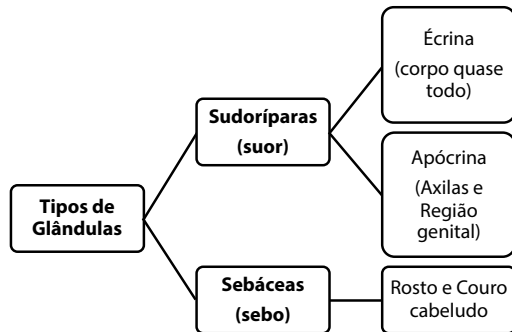 Tipos de
Glândulas
Sudoríparas
(suor)
Écrina
(corpo quase
todo)
Apócrina
(Axilas e
Região
genital)
Sebáceas
(sebo)
Rosto e Couro
cabeludo